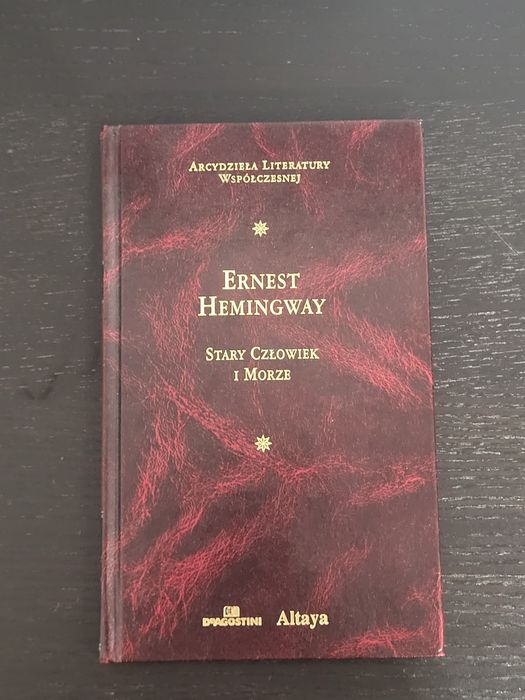 Arcydzieła Literatury
Współczesnej
Ernest
Hemingway
Stary Człowiek
i Morze
DeAGOSTINI Altaya